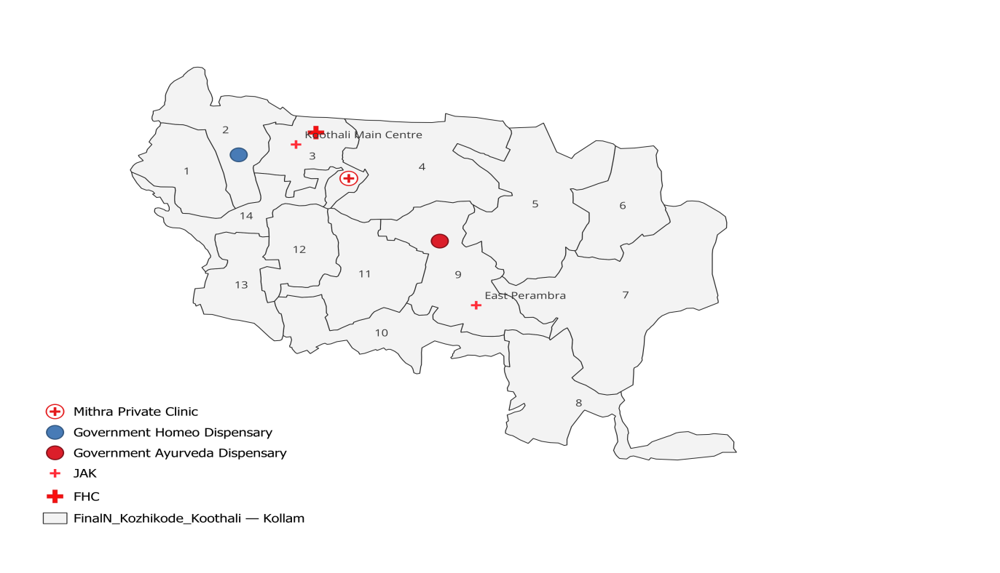 2
Koothali Main Centre
3
4
1
5
6
14
12
11
9
13
East Perambra
7
10
8
Mithra Private Clinic
Government Homeo Dispensary
Government Ayurveda Dispensary
JAK
FHC
FinalN_Kozhikode_Koothali — Kollam